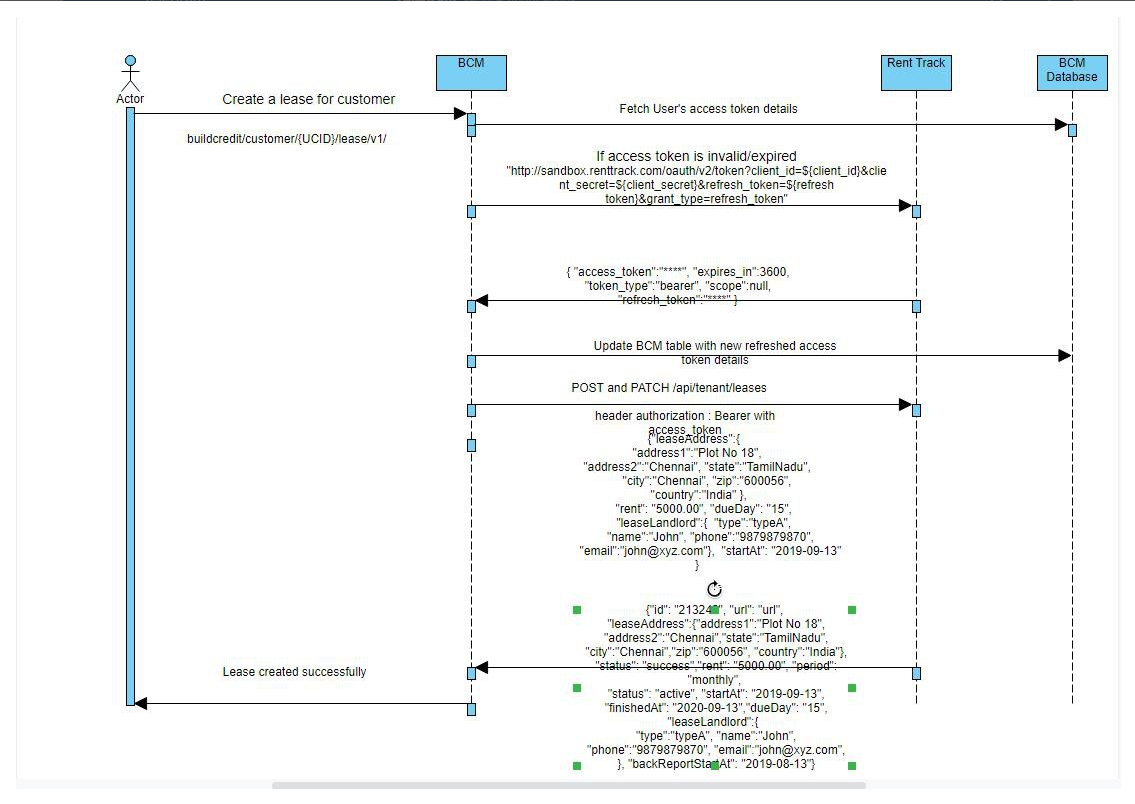 BCM
Rent Track
BCM
Database
Actor
Create a lease for customer
Fetch User's access token details
buildcredit/customer/{UCID}/lease/v1/
If access token is invalid/expired
"http://sandbox.renttrack.com/oauth/v2/token?client_id=${client_id}&clie
nt_secret=${client_secret}&refresh_token=${refresh
token}&grant_type=refresh_token"
{ "access_token":"****", "expires_in":3600,
"token_type":"bearer", "scope":null,
"refresh_token":"****" }
Update BCM table with new refreshed access
token details
POST and PATCH /api/tenant/leases
header authorization : Bearer with
access_token
{"leaseAddress":{
"address1":"Plot No 18",
"address2":"Chennai", "state":"TamilNadu",
"city":"Chennai", "zip":"600056",
"country":"India" },
"rent": "5000.00", "dueDay": "15",
"leaseLandlord":{  "type":"typeA",
"name":"John", "phone":"9879879870",
"email":"john@xyz.com"},  "startAt": "2019-09-13"
}
{"id": "url": "url",
"leaseAddress":{"address1":"Plot No 18",
"address2":"Chennai","state":"TamilNadu",
"city":"Chennai","zip":"600056", "country":"India"},
"status": "success","rent": "5000.00", "period":
"monthly",
"status": "active", "startAt": "2019-09-13",
"finishedAt": "2020-09-13","dueDay": "15",
"leaseLandlord":{
"type":"typeA", "name":"John",
"phone":"9879879870", "email":"john@xyz.com",
}, "backReportStartAt": "2019-08-13"}
Lease created successfully